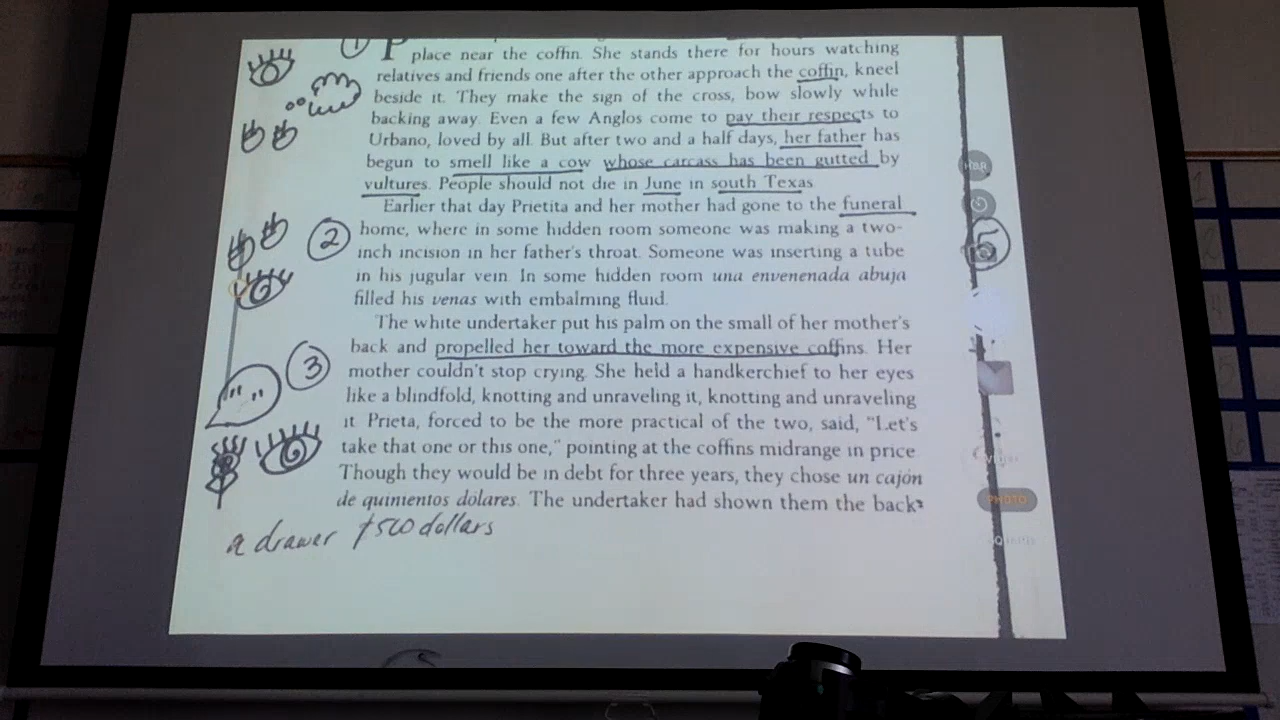 1
place near the coffin. She stands there for hours watching
relatives and friends one after the other approach the coffin, kneel
beside it. They make the sign of the cross, bow slowly while
backing away. Even a few Anglos come to pay their respects to
Urbano, loved by all. But after two and a half days, her father has
begun to smell like a cow whose carcass has been gutted by
vultures. People should not die in June in south Texas
Earlier that day Prietita and her mother had gone to the funeral
2
home, where in some hidden room someone was making a two-
inch incision in her father's throat. Someone was inserting a tube
in his jugular vein. In some hidden room una envenenada abuja
filled his venas with embalming fluid.
The white undertaker put his palm on the small of her mother's
back and propelled her toward the more expensive coffins. Her
3
mother couldn't stop crying. She held a handkerchief to her eyes
like a blindfold, knotting and unraveling it, knotting and unraveling
it. Prieta, forced to be the more practical of the two, said, "Let's
take that one or this one," pointing at the coffins midrange in price
Though they would be in debt for three years, they chose un cajón
de quinientos dólares. The undertaker had shown them the back
a drawer $500 dollars
HDR
5
PHOTO